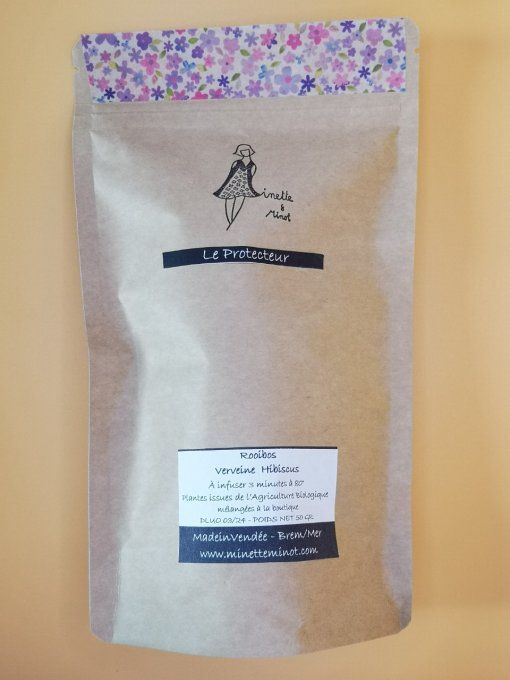 Minette
&
Minot
Le Protecteur
Rooibos
Verveine Hibiscus
À infuser 3 minutes à 80°
Plantes issues de l'Agriculture Biologique
mélangées à la boutique
DLUO 03/24 - POIDS NET 50 GR
MadeinVendée - Brem/Mer
www.minetteminot.com